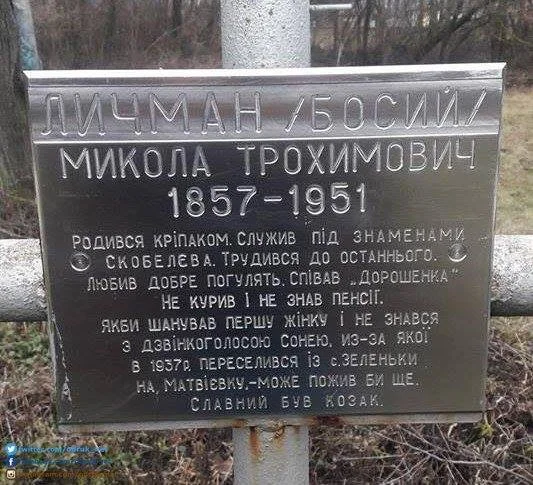 ЛИЧМАН /БОСИЙ/
МИКОЛА ТРОХИМОВИЧ
1857-1951
РОДИВСЯ КРІПАКОМ. СЛУЖИВ ПІД ЗНАМЕНАМИ
СКОБЕЛЄВА. ТРУДИВСЯ ДО ОСТАННЬОГО.
ЛЮБИВ ДОБРЕ ПОГУЛЯТЬ. СПІВАВ „ДОРОШЕНКА“
НЕ КУРИВ І НЕ ЗНАВ ПЕНСІЇ.
ЯКБИ ШАНУВАВ ПЕРШУ ЖІНКУ І НЕ ЗНАВСЯ
З ДЗВІНКОГОЛОСОЮ СОНЕЮ, ИЗ-ЗА ЯКОЇ
В 1937р. ПЕРЕСЕЛИВСЯ ІЗ с. ЗЕЛЕНЬКИ
НА, МАТВІЄВКУ,-МОЖЕ ПОЖИВ БИ ЩЕ.
СЛАВНИЙ БУВ КОЗАК.